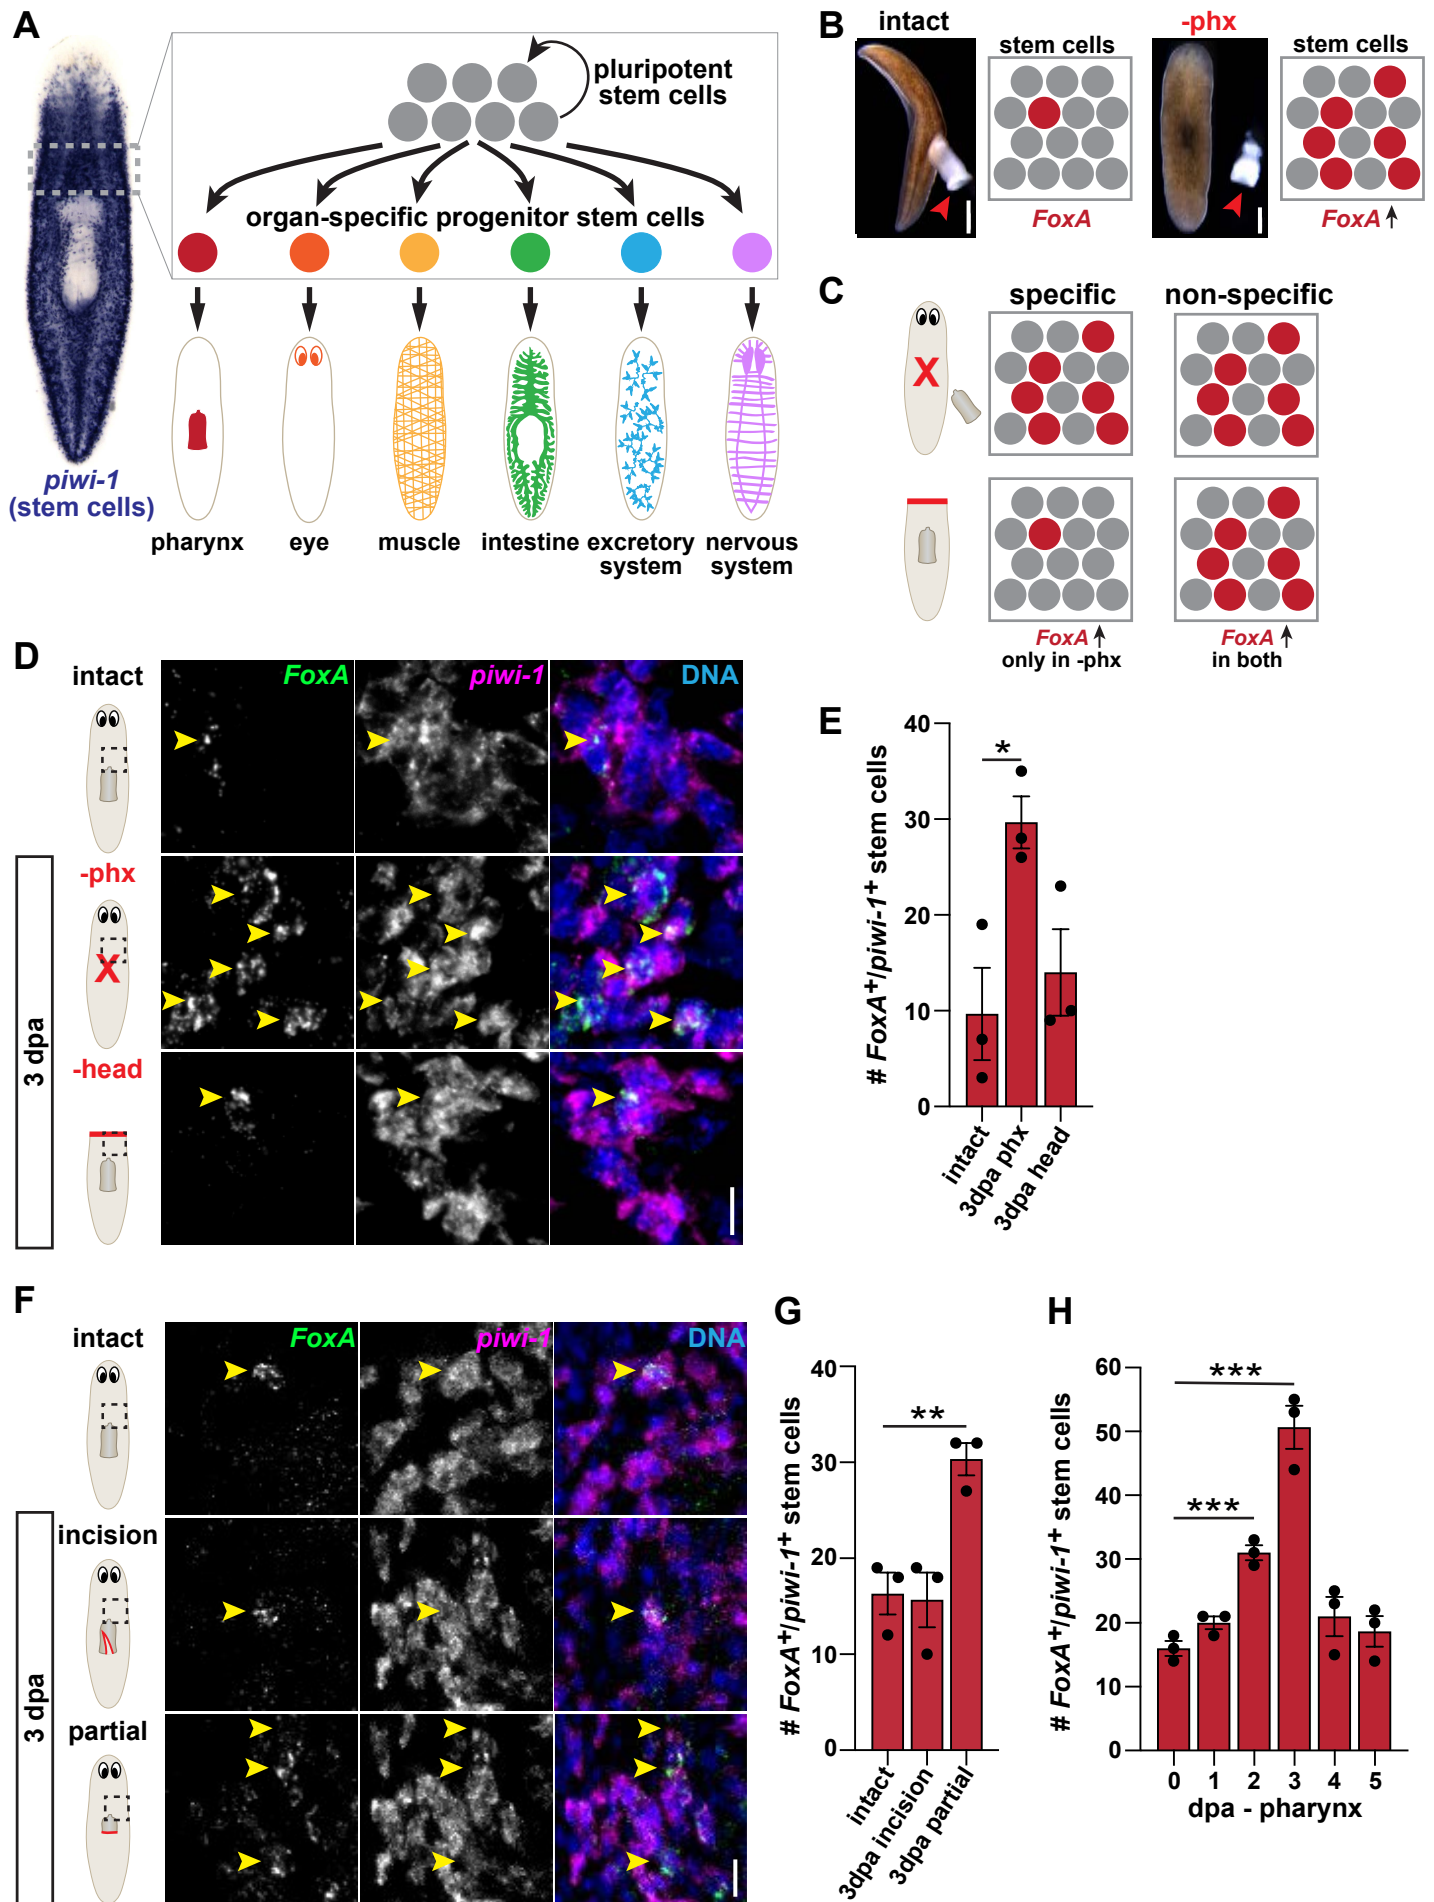 A
pluripotent
stem cells
organ-specific progenitor stem cells
piwi-1
(stem cells)
pharynx
eye
muscle
intestine
excretory
system
nervous
system
B
intact
stem cells
FoxA
-phx
stem cells
FoxA↑
C
specific
non-specific
X
FoxA↑
only in -phx
FoxA ↑
in both
D
intact
FoxA
piwi-1
DNA
3 dpa
-phx
X
-head
E
# FoxA+/piwi-1+ stem cells
40
30
20
10
0
*
intact
3dpa phx
3dpa head
F
intact
FoxA
piwi-1
DNA
3 dpa
incision
partial
G
# FoxA+/piwi-1+ stem cells
40
30
20
10
0
**
intact
3dpa incision
3dpa partial
H
# FoxA+/piwi-1+ stem cells
60
50
40
30
20
10
0
***
***
0 1 2 3 4 5
dpa - pharynx